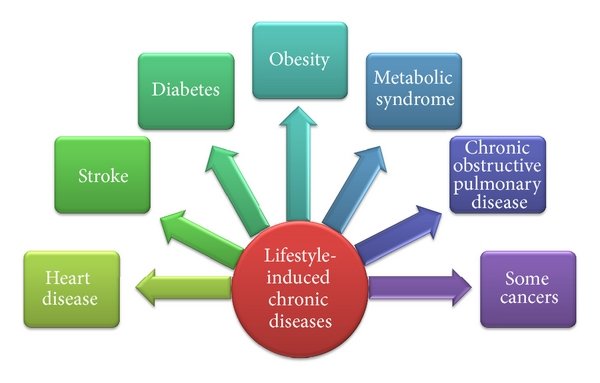 Obesity
Diabetes
Metabolic
syndrome
Stroke
Chronic
obstructive
pulmonary
disease
Heart
disease
Lifestyle-
induced
chronic
diseases
Some
cancers